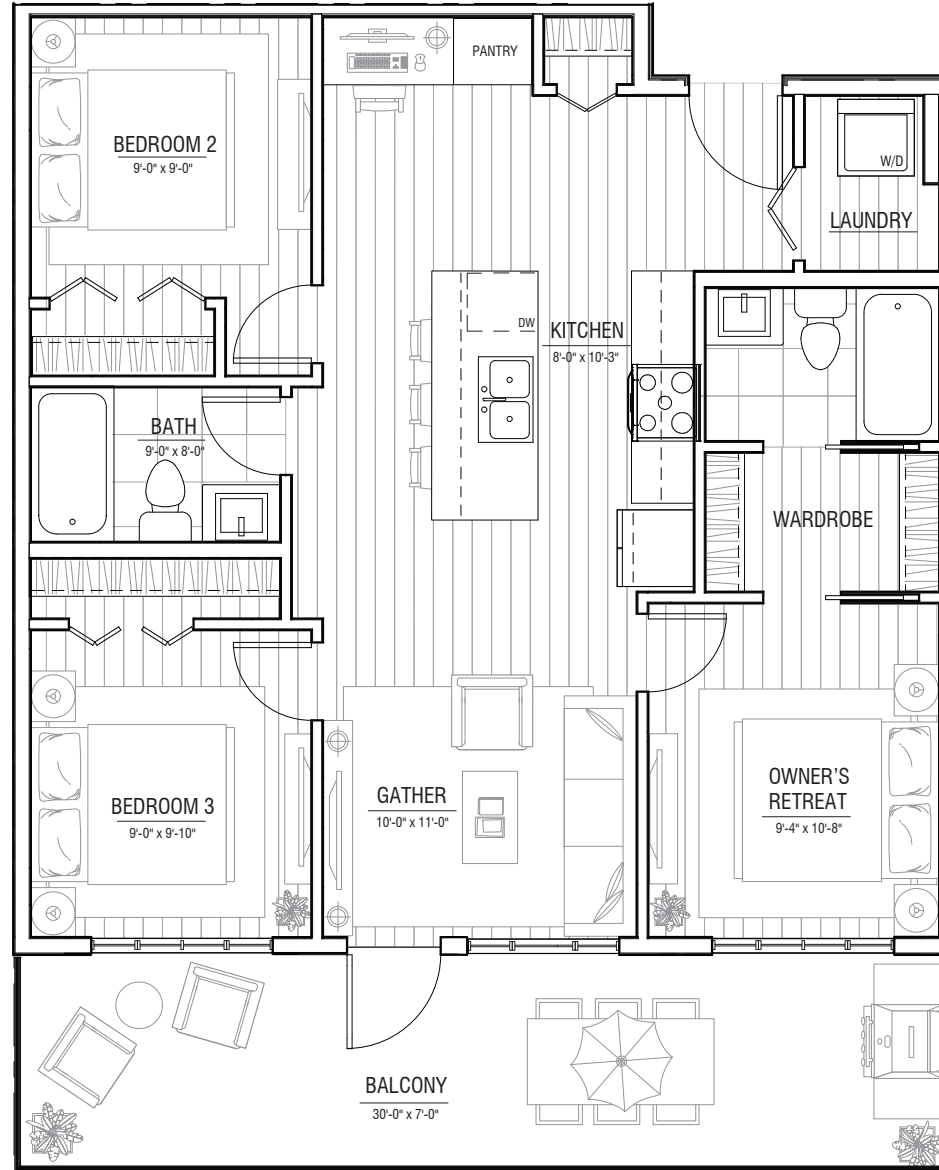 PANTRY
BEDROOM 2
9'-0" x 9'-0"
W/D
LAUNDRY
DW
KITCHEN
8'-0" x 10'-3"
BATH
9'-0" x 8'-0"
WARDROBE
BEDROOM 3
9'-0" x 9'-10"
GATHER
10'-0" x 11'-0"
OWNER'S
RETREAT
9'-4" x 10'-8"
BALCONY
30'-0" x 7'-0"